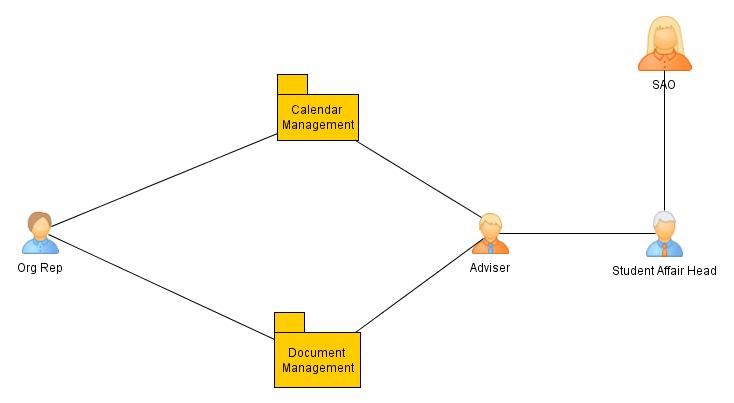 SAO
Calendar
Management
Org Rep
Adviser
Student Affair Head
Document
Management